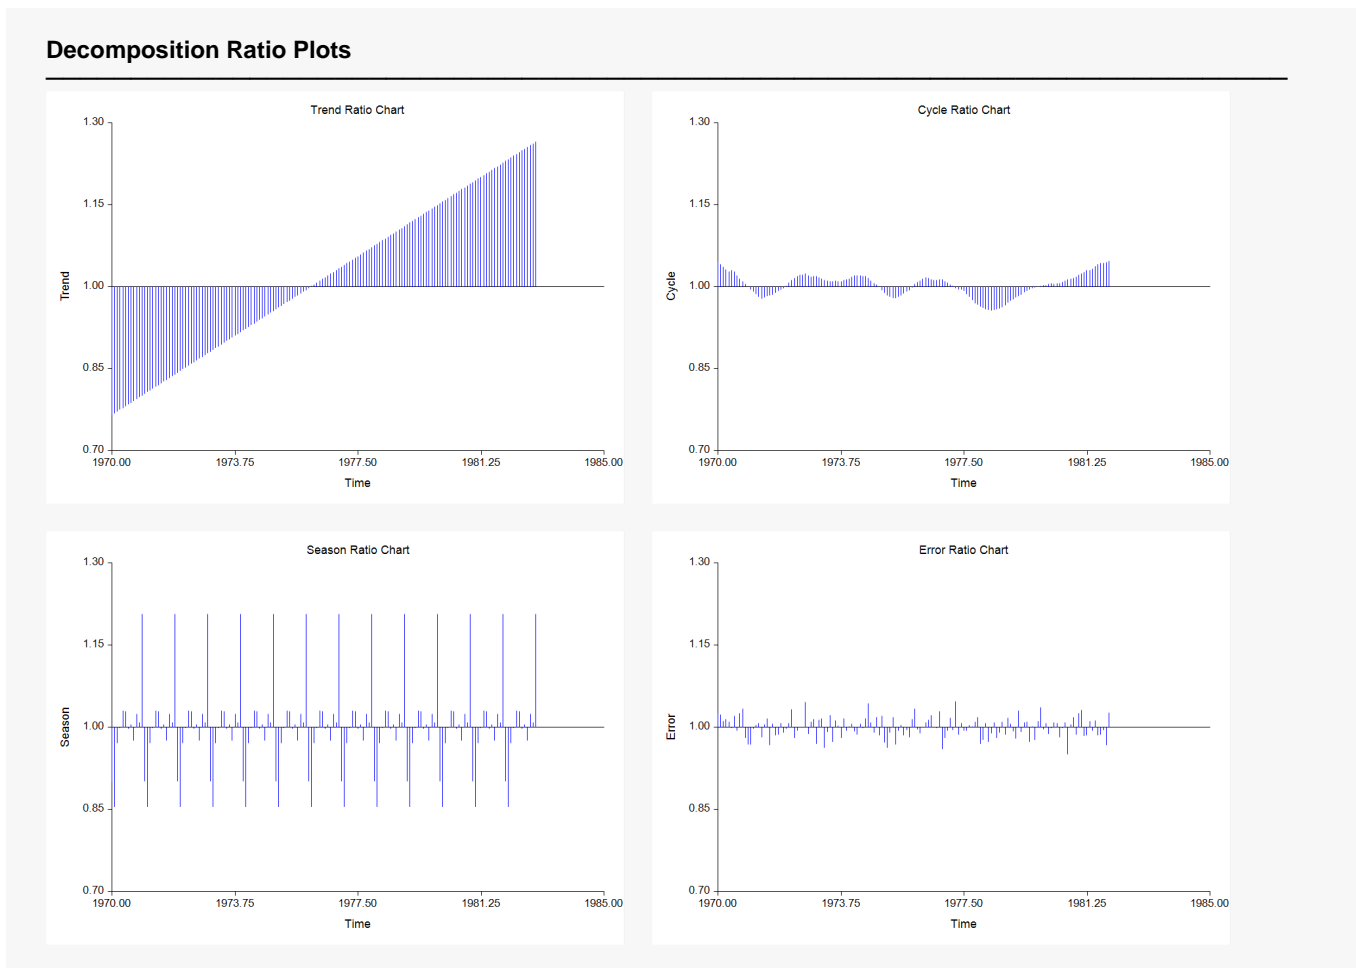 Decomposition Ratio Plots
Trend Ratio Chart
1.30
1.15
1.00
0.85
0.70
Trend
1970.00 1973.75 1977.50 1981.25 1985.00
Time
Cycle Ratio Chart
1.30
1.15
1.00
0.85
0.70
Cycle
1970.00 1973.75 1977.50 1981.25 1985.00
Time
Season Ratio Chart
1.30
1.15
1.00
0.85
0.70
Season
1970.00 1973.75 1977.50 1981.25 1985.00
Time
Error Ratio Chart
1.30
1.15
1.00
0.85
0.70
Error
1970.00 1973.75 1977.50 1981.25 1985.00
Time